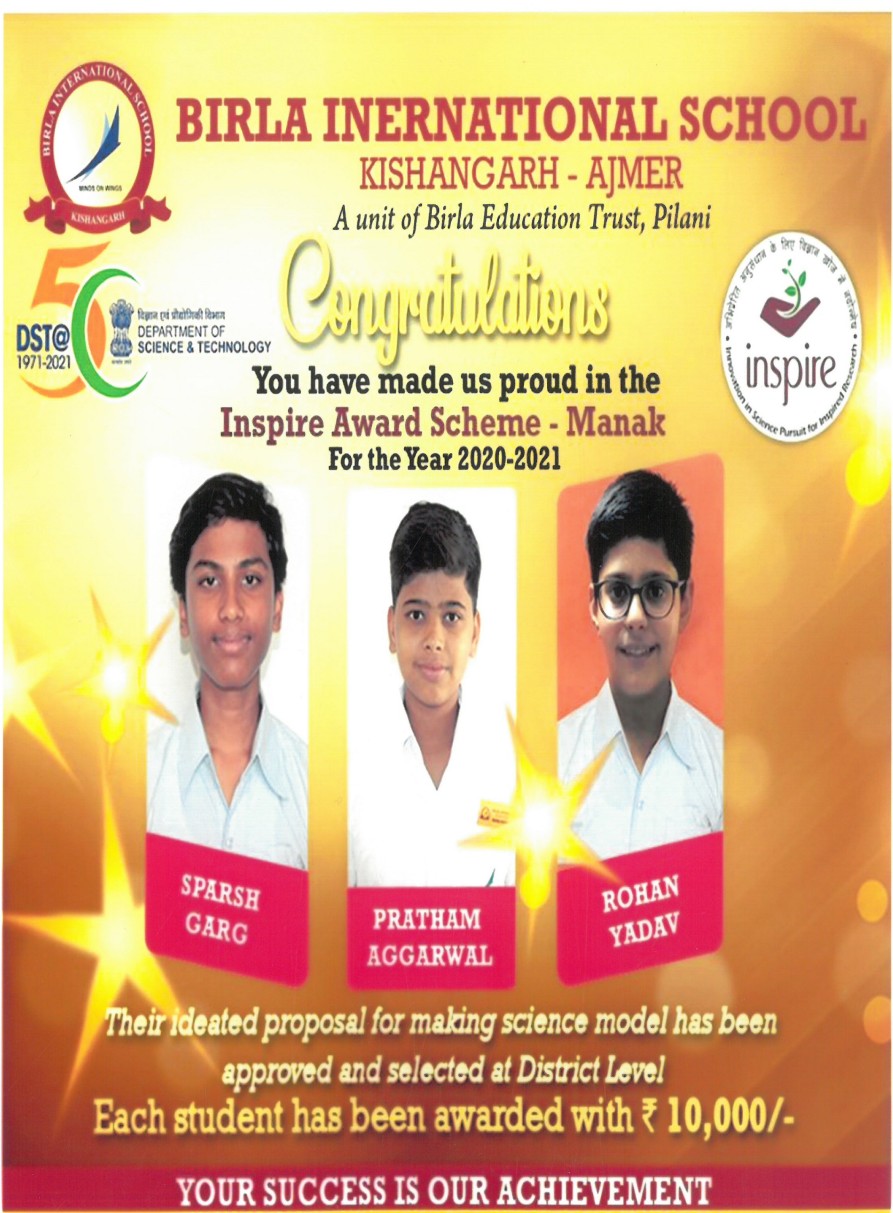 BIRLA INTERNATIONAL SCHOOL
MINDS ON WINGS
KISHANGARH
BIRLA INERNATIONAL SCHOOL
KISHANGARH - AJMER
A unit of Birla Education Trust, Pilani
Congratulations
50
DST@
1971-2021
विज्ञान एवं प्रौद्योगिकी विभाग
DEPARTMENT OF
SCIENCE & TECHNOLOGY
अभिप्रेरित अनुसंधान के लिए विज्ञान खोज में नवोन्मेष
inspire
Innovation in Science Pursuit for Inspired Research
You have made us proud in the
Inspire Award Scheme - Manak
For the Year 2020-2021
SPARSH
GARG
PRATHAM
AGGARWAL
ROHAN
YADAV
Their ideated proposal for making science model has been
approved and selected at District Level
Each student has been awarded with ₹ 10,000/-
YOUR SUCCESS IS OUR ACHIEVEMENT